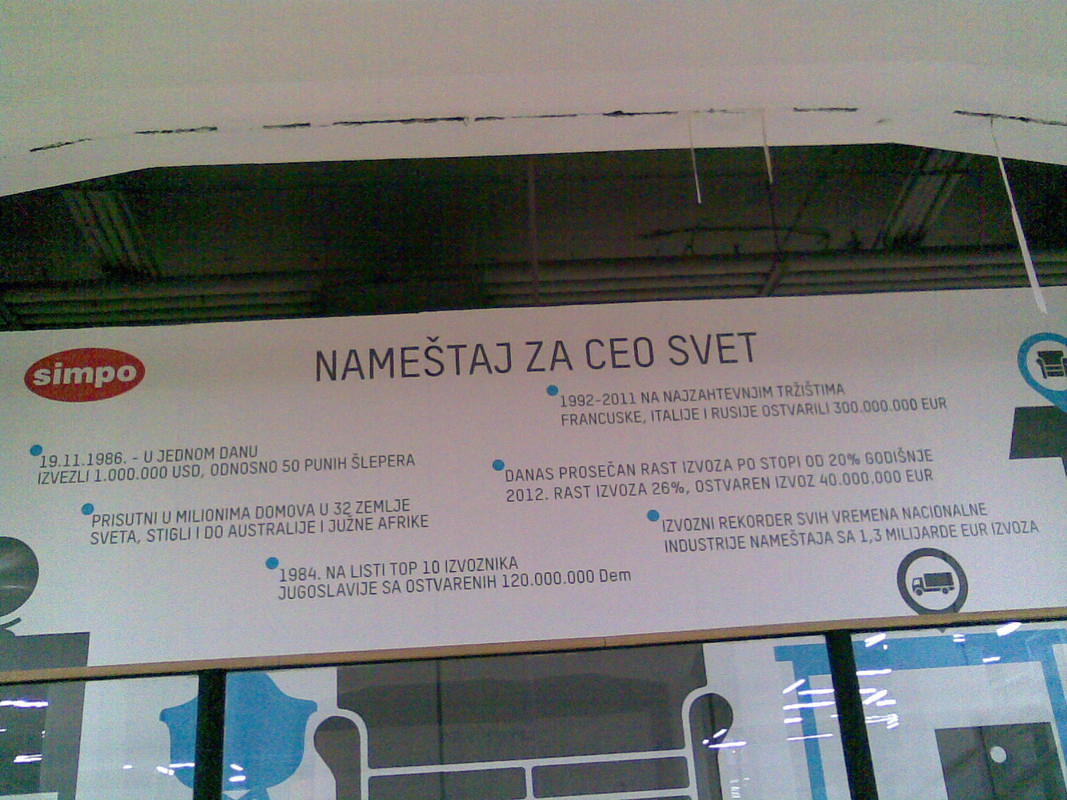 simpo
NAMEŠTAJ ZA CEO SVET
1992-2011 NA NAJZAHTEVNJIM TRŽIŠTIMA
FRANCUSKE, ITALIJE I RUSIJE OSTVARILI 300.000.000 EUR
19.11.1986. - U JEDNOM DANU
IZVEZLI 1.000.000 USD, ODNOSNO 50 PUNIH ŠLEPERA
DANAS PROSEČAN RAST IZVOZA PO STOPI OD 20% GODIŠNJE
2012. RAST IZVOZA 26%, OSTVAREN IZVOZ 40.000,000 EUR
PRISUTNI U MILIONIMA DOMOVA U 32 ZEMLJE
SVETA, STIGLI I DO AUSTRALIJE I JUŽNE AFRIKE
IZVOZNI REKORDER SVIH VREMENA NACIONALNE
INDUSTRIJE NAMEŠTAJA SA 1,3 MILIJARDE EUR IZVOZA
1984. NA LISTI TOP 10 IZVOZNIKA
JUGOSLAVIJE SA OSTVARENIH 120.000.000 Dem